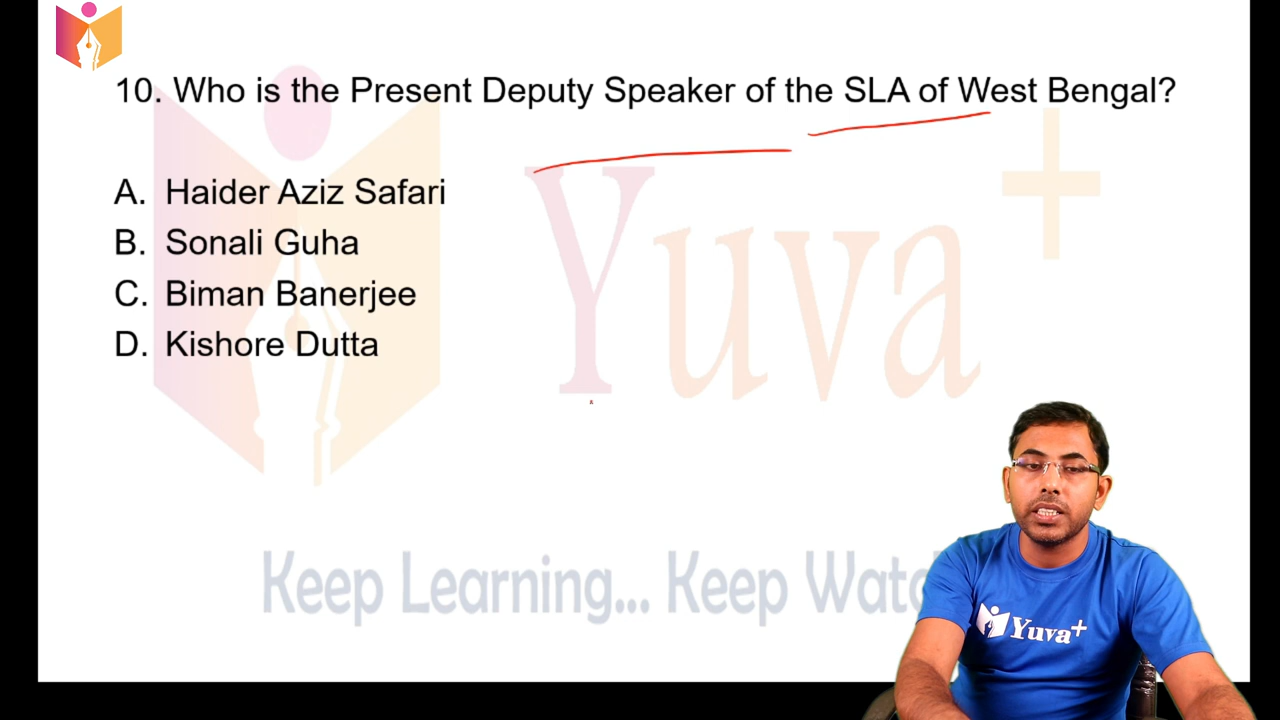 10. Who is the Present Deputy Speaker of the SLA of West Bengal?
A. Haider Aziz Safari
B. Sonali Guha
C. Biman Banerjee
D. Kishore Dutta
Yuva+
Keep Learning... Keep
Yuva+